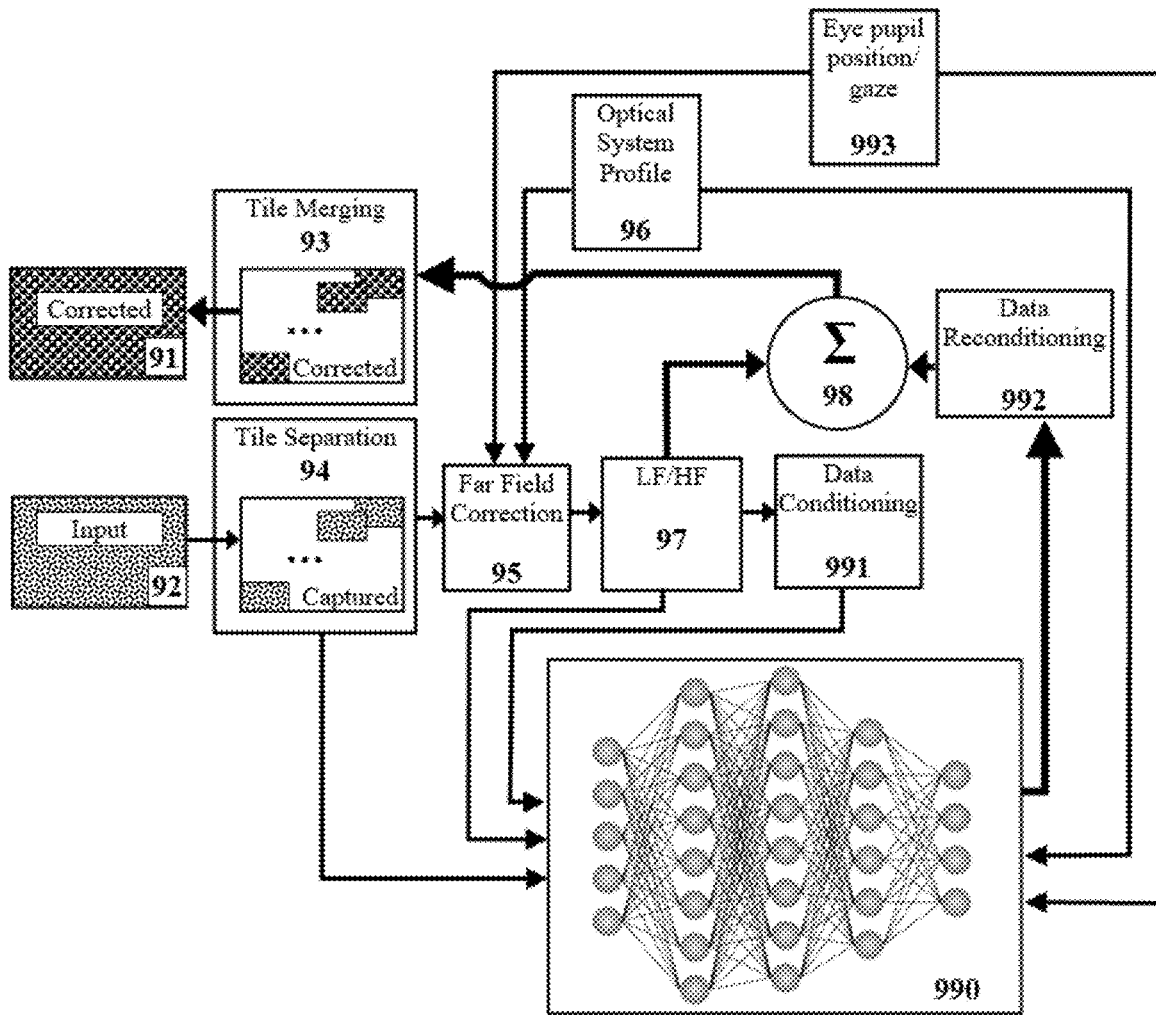 Eye pupil
position/
gaze
993
Optical
System
Profile
96
Tile Merging
93
Corrected
91
...
Corrected
Σ
98
Data
Reconditioning
992
Tile Separation
94
Input
92
...
Captured
Far Field
Correction
95
LF/HF
97
Data
Conditioning
991
990